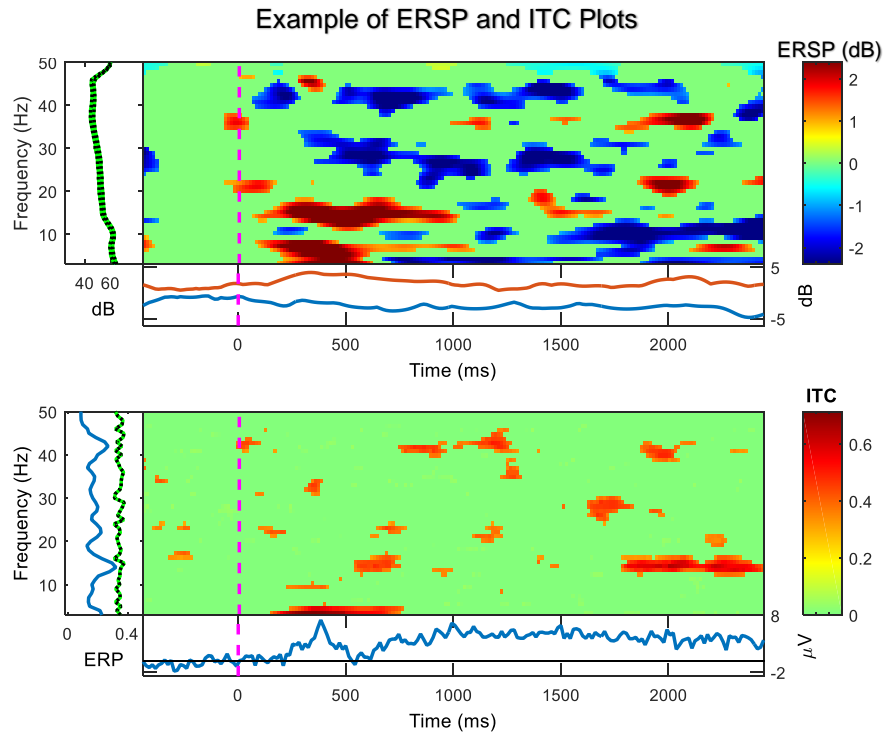 Example of ERSP and ITC Plots
ERSP (dB)
Frequency (Hz)
50
40
30
20
10
2
1
0
-1
-2
40 60
dB
5
-5
dB
0 500 1000 1500 2000
Time (ms)
ITC
Frequency (Hz)
50
40
30
20
10
0.6
0.4
0.2
0
0 0.4
ERP
8
-2
μV
0 500 1000 1500 2000
Time (ms)